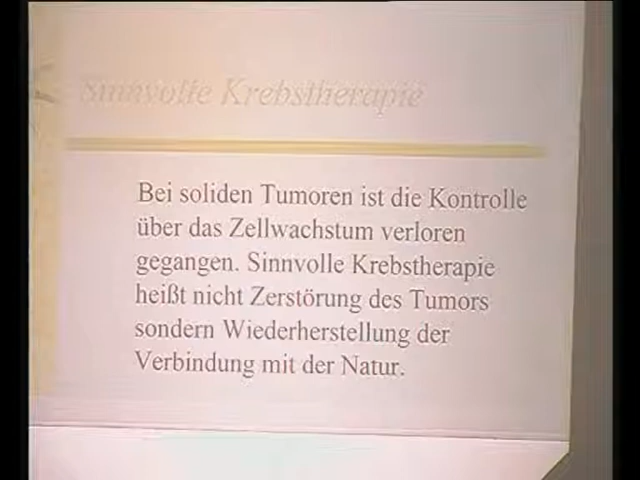 Sinnvolle Krebstherapie
Bei soliden Tumoren ist die Kontrolle
über das Zellwachstum verloren
gegangen. Sinnvolle Krebstherapie
heißt nicht Zerstörung des Tumors
sondern Wiederherstellung der
Verbindung mit der Natur.